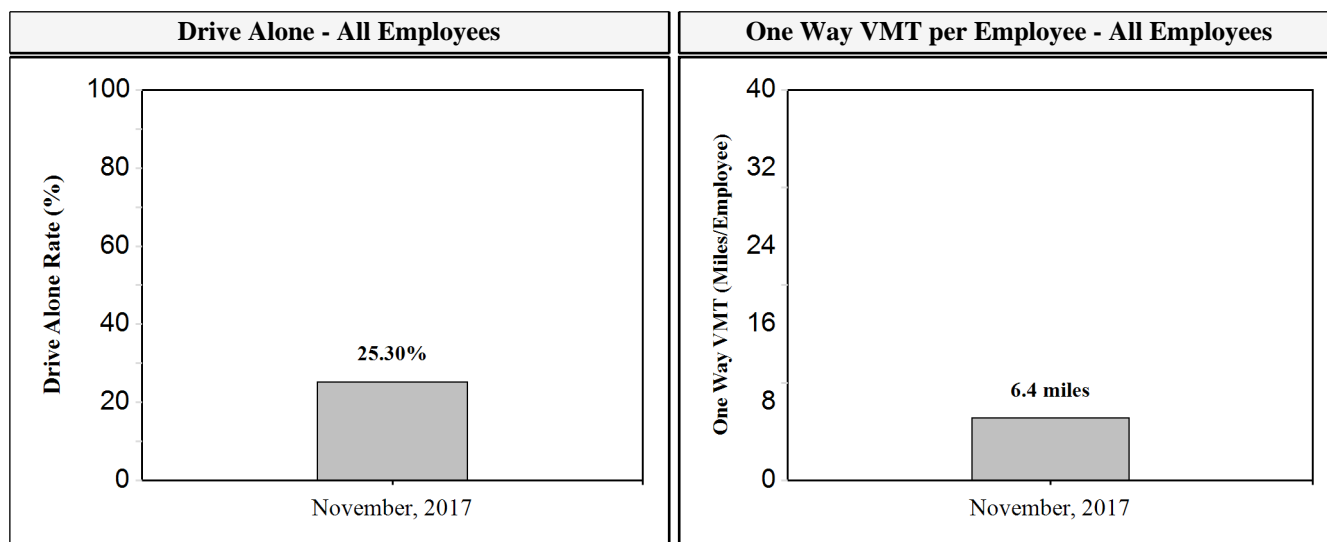 Drive Alone - All Employees
Drive Alone Rate (%)
100
80
60
40
20
0
25.30%
November, 2017
One Way VMT per Employee - All Employees
One Way VMT (Miles/Employee)
40
32
24
16
8
0
6.4 miles
November, 2017